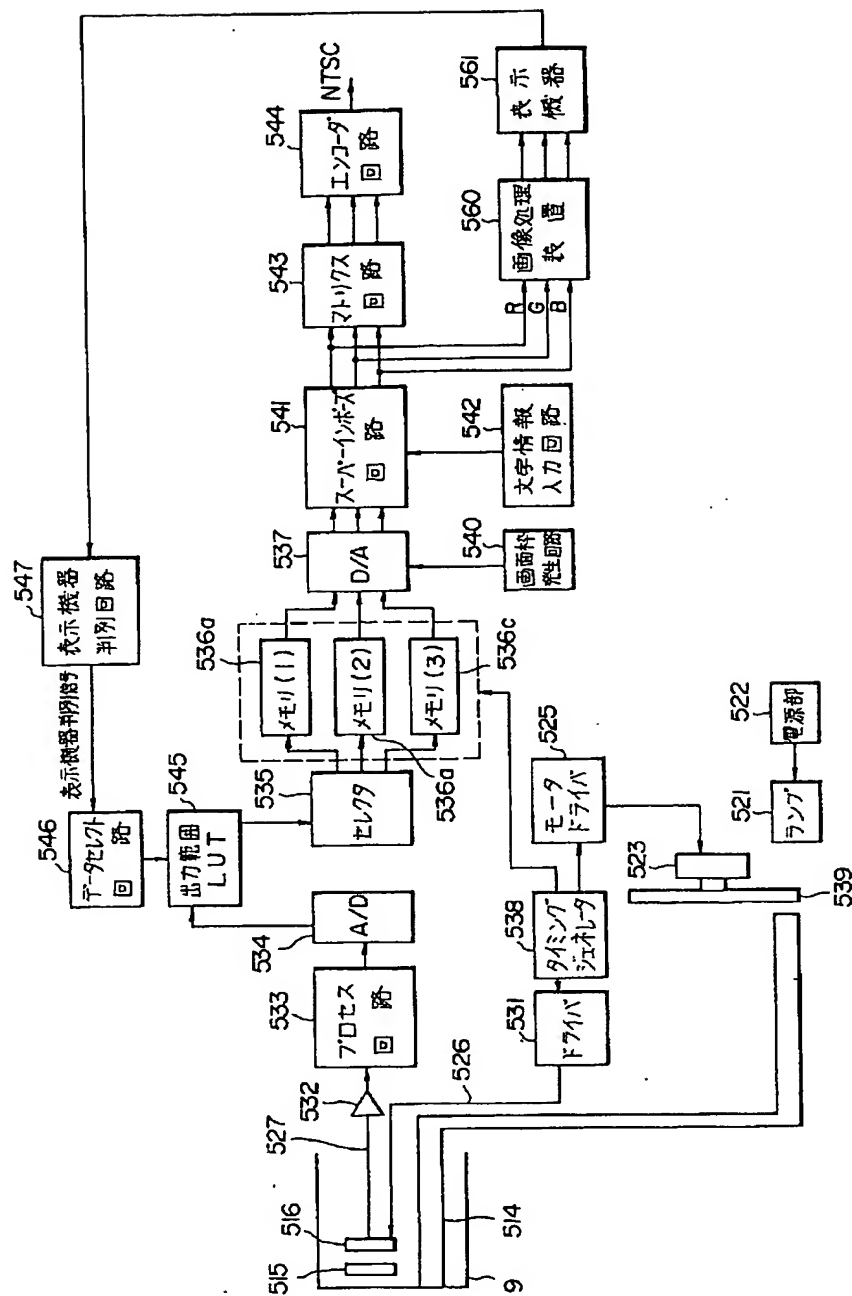 547
表示機器
判列回路
表示機器判列信号
546
データセレクト
回路
545
出力範囲
LUT
544
エンコーダ
回路
NTSC
543
マトリクス
回路
561
表示
機器
560
画像処理
装置
R
G
B
541
スーパーインポーズ
回路
542
文字情報
入力回路
537
D/A
540
画面枠
発生回路
536a
メモリ(1)
メモリ(2)
536a
536c
メモリ(3)
535
セレクタ
534
A/D
533
プロセス
回路
532
527
526
516
515
514
9
531
ドライバ
538
タイミング
ジェネレータ
525
モータ
ドライバ
523
539
522
電源部
521
ランプ